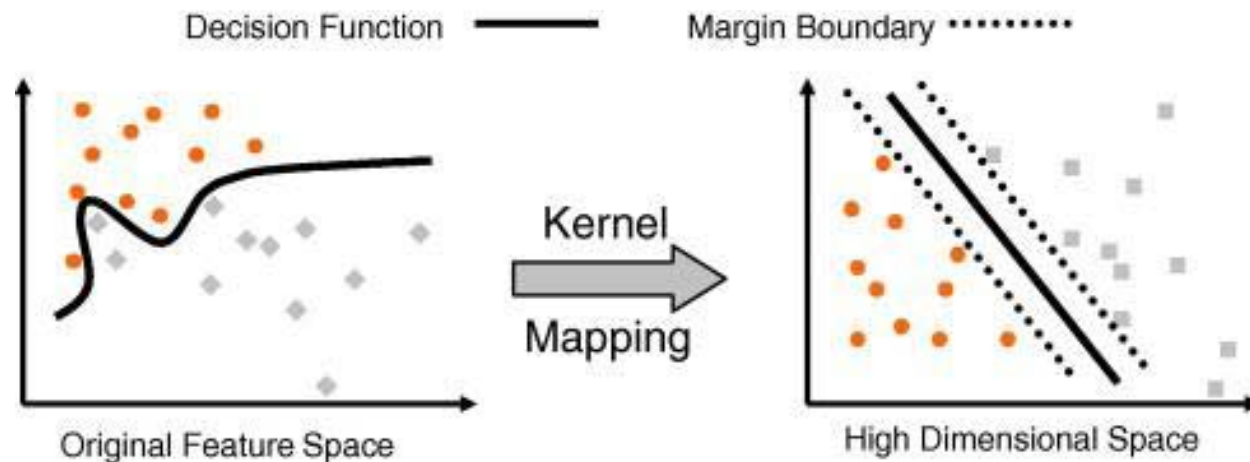 Decision Function
Margin Boundary
Kernel
Mapping
Original Feature Space
High Dimensional Space